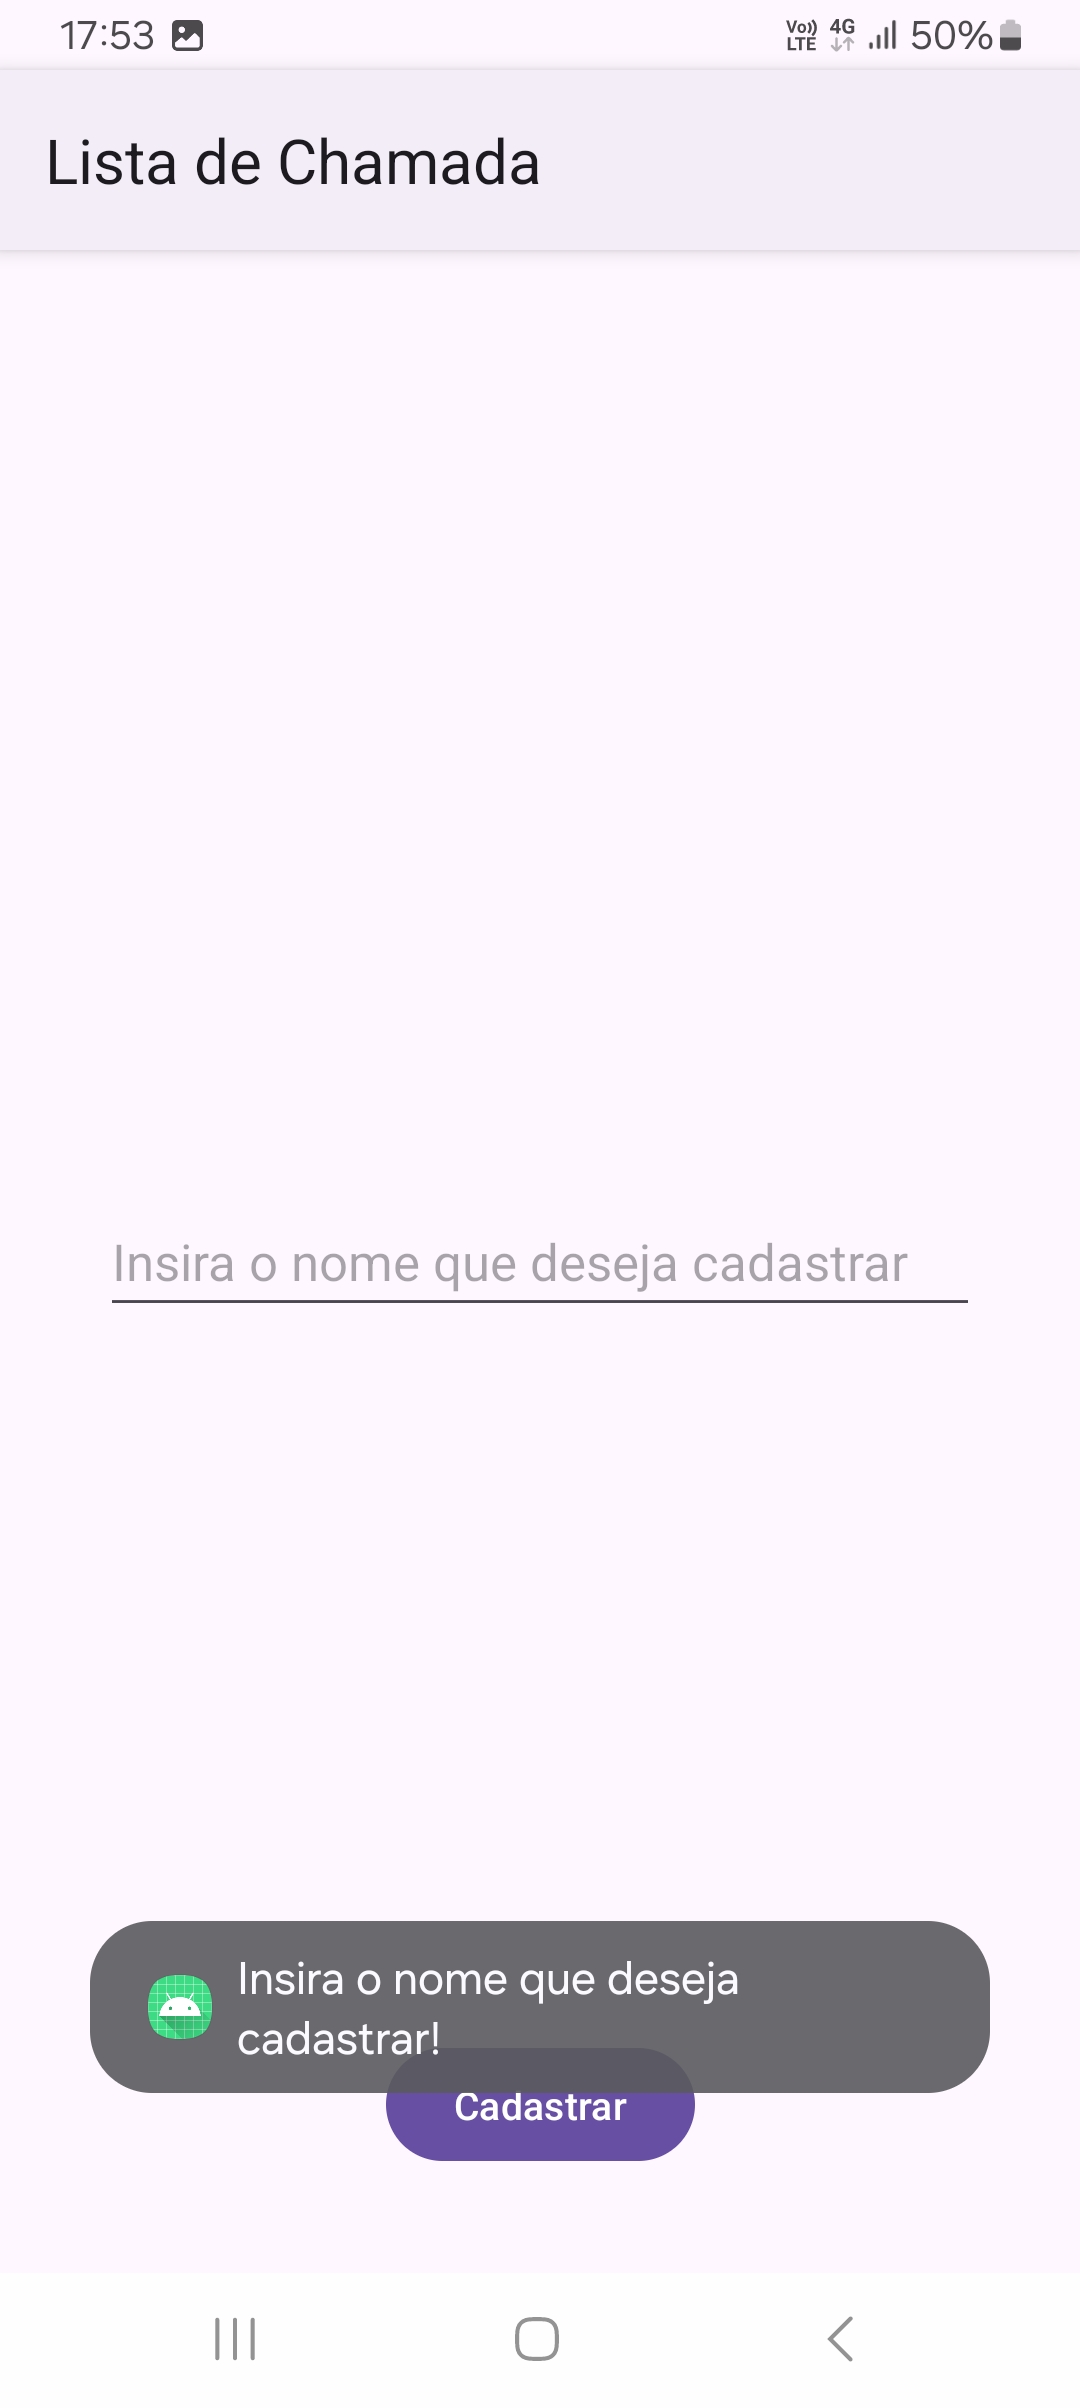 17:53
Vo)) LTE 4G 50%
Lista de Chamada
Insira o nome que deseja cadastrar
Insira o nome que deseja
cadastrar!
Cadastrar